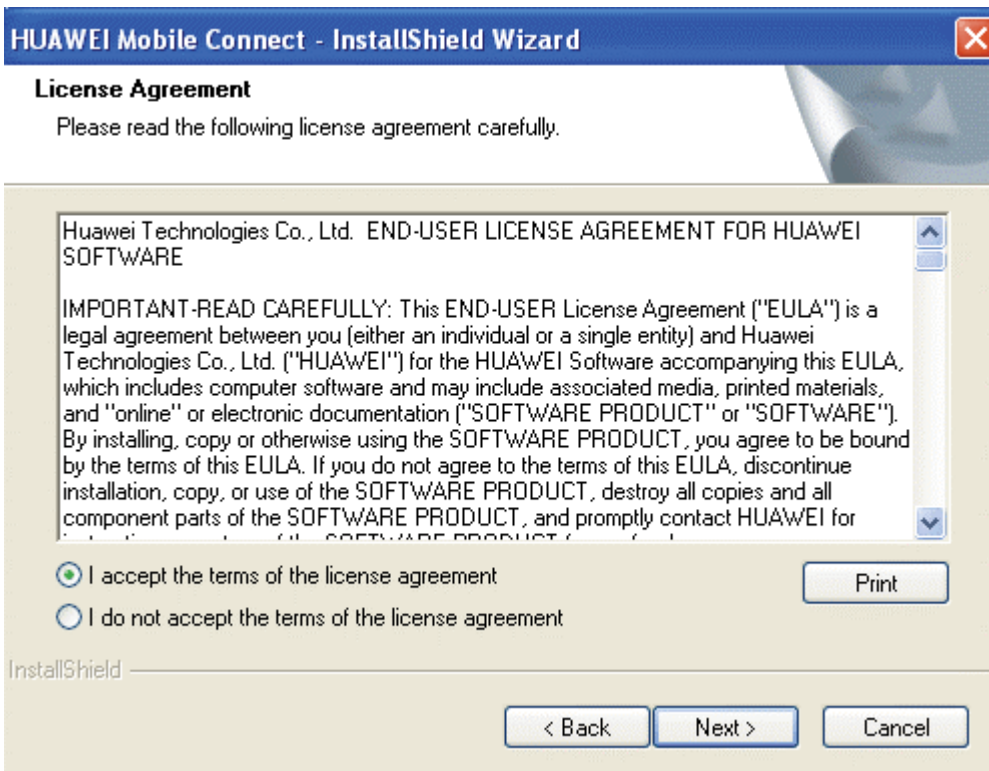 HUAWEI Mobile Connect - InstallShield Wizard
License Agreement
Please read the following license agreement carefully.
Huawei Technologies Co., Ltd.  END-USER LICENSE AGREEMENT FOR HUAWEI
SOFTWARE
IMPORTANT-READ CAREFULLY: This END-USER License Agreement ("EULA") is a
legal agreement between you (either an individual or a single entity) and Huawei
Technologies Co., Ltd. ("HUAWEI") for the HUAWEI Software accompanying this EULA,
which includes computer software and may include associated media, printed materials,
and "online" or electronic documentation ("SOFTWARE PRODUCT" or "SOFTWARE").
By installing, copy or otherwise using the SOFTWARE PRODUCT, you agree to be bound
by the terms of this EULA. If you do not agree to the terms of this EULA, discontinue
installation, copy, or use of the SOFTWARE PRODUCT, destroy all copies and all
component parts of the SOFTWARE PRODUCT, and promptly contact HUAWEI for
I accept the terms of the license agreement
Print
I do not accept the terms of the license agreement
InstallShield
< Back
Next >
Cancel